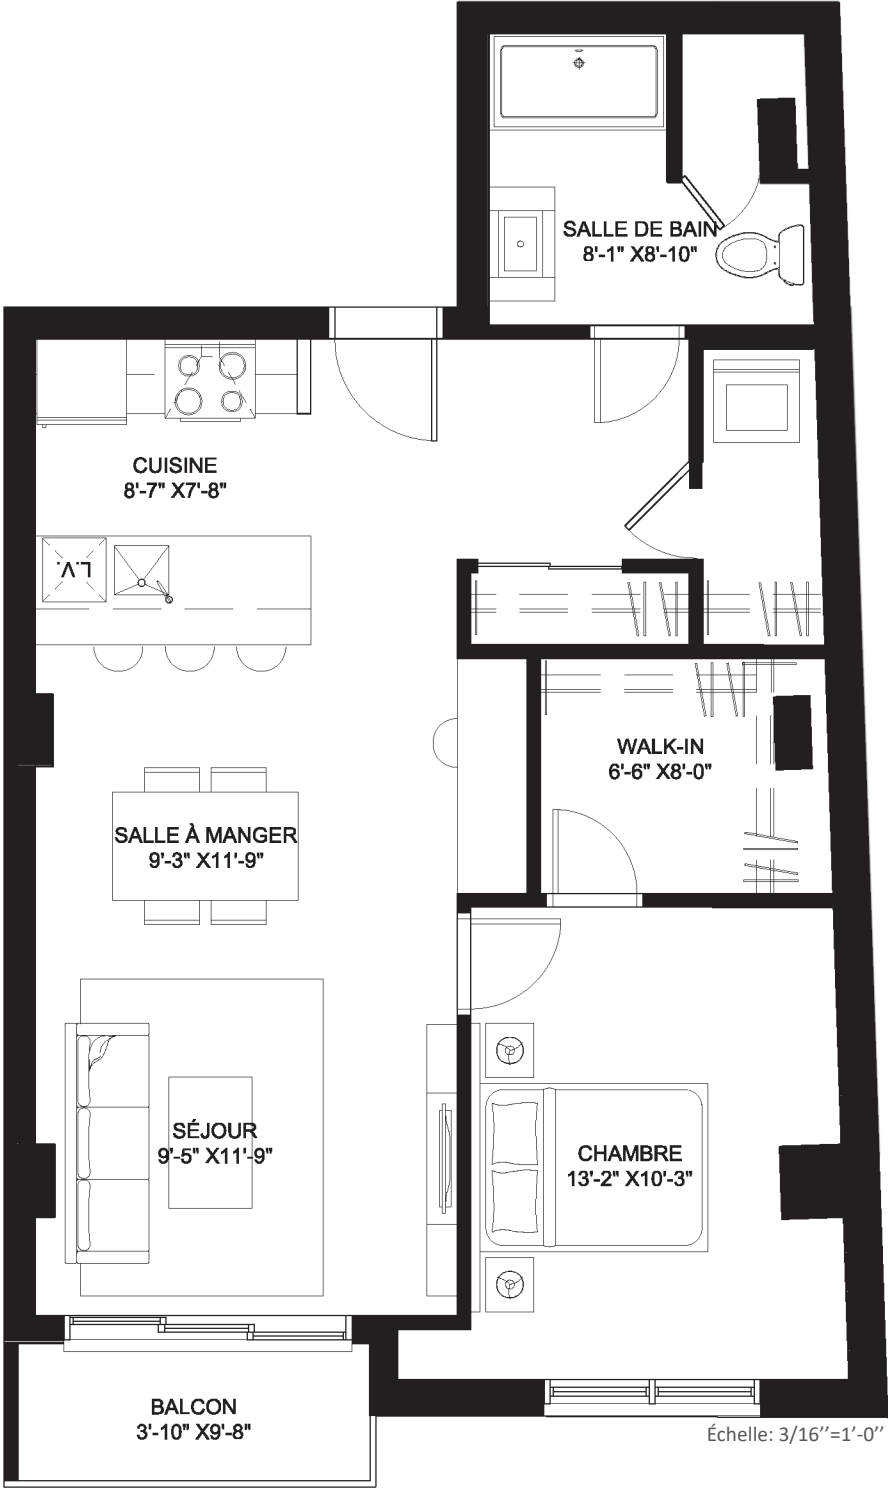 SALLE DE BAIN
8'-1" X8'-10"
CUISINE
8'-7" X7'-8"
L.V.
WALK-IN
6'-6" X8'-0"
SALLE À MANGER
9'-3" X11'-9"
SÉJOUR
9'-5" X11'-9"
CHAMBRE
13'-2" X10'-3"
BALCON
3'-10" X9'-8"
Échelle: 3/16’’=1’-0’’